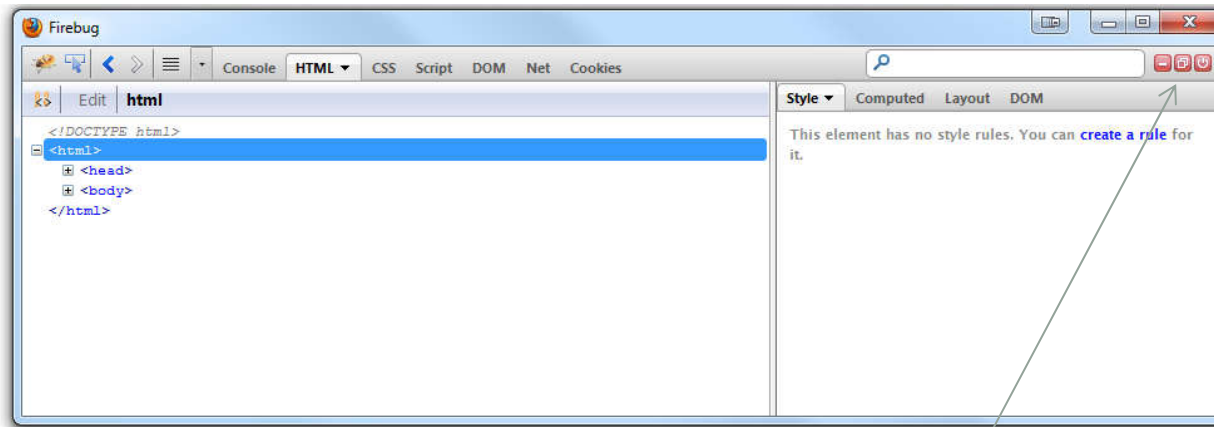 Firebug
Console HTML CSS Script DOM Net Cookies
Edit html
Style Computed Layout DOM
<!DOCTYPE html>
<html>
<head>
<body>
</html>
This element has no style rules. You can create a rule for
it.